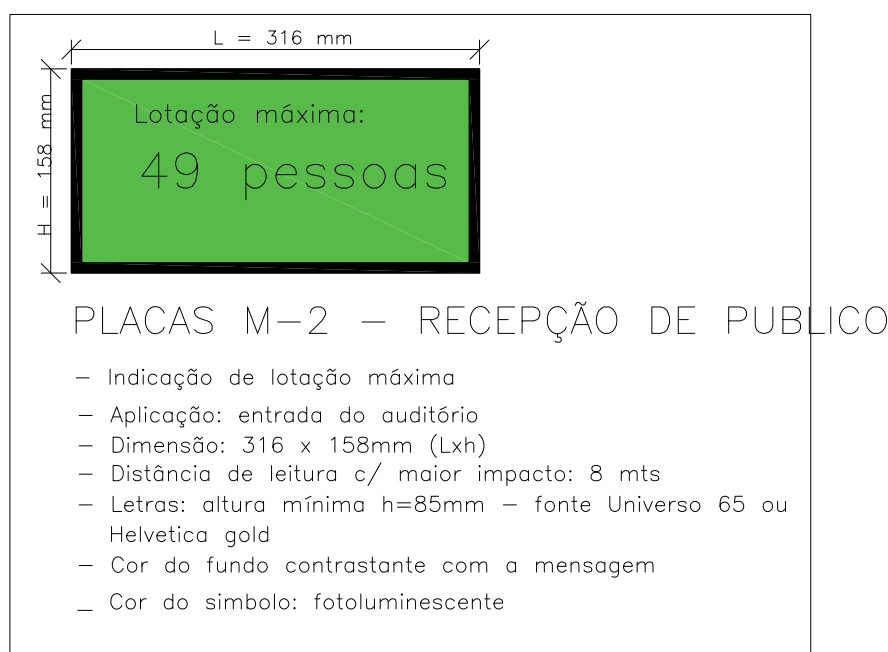 L = 316 mm
H = 158 mm
Lotação máxima:
49 pessoas
PLACAS M-2 - RECEPÇÃO DE PUBLICO
- Indicação de lotação máxima
- Aplicação: entrada do auditório
- Dimensão: 316 x 158mm (Lxh)
- Distância de leitura c/ maior impacto: 8 mts
- Letras: altura mínima h=85mm - fonte Universo 65 ou
Helvetica gold
- Cor do fundo contrastante com a mensagem
_ Cor do simbolo: fotoluminescente